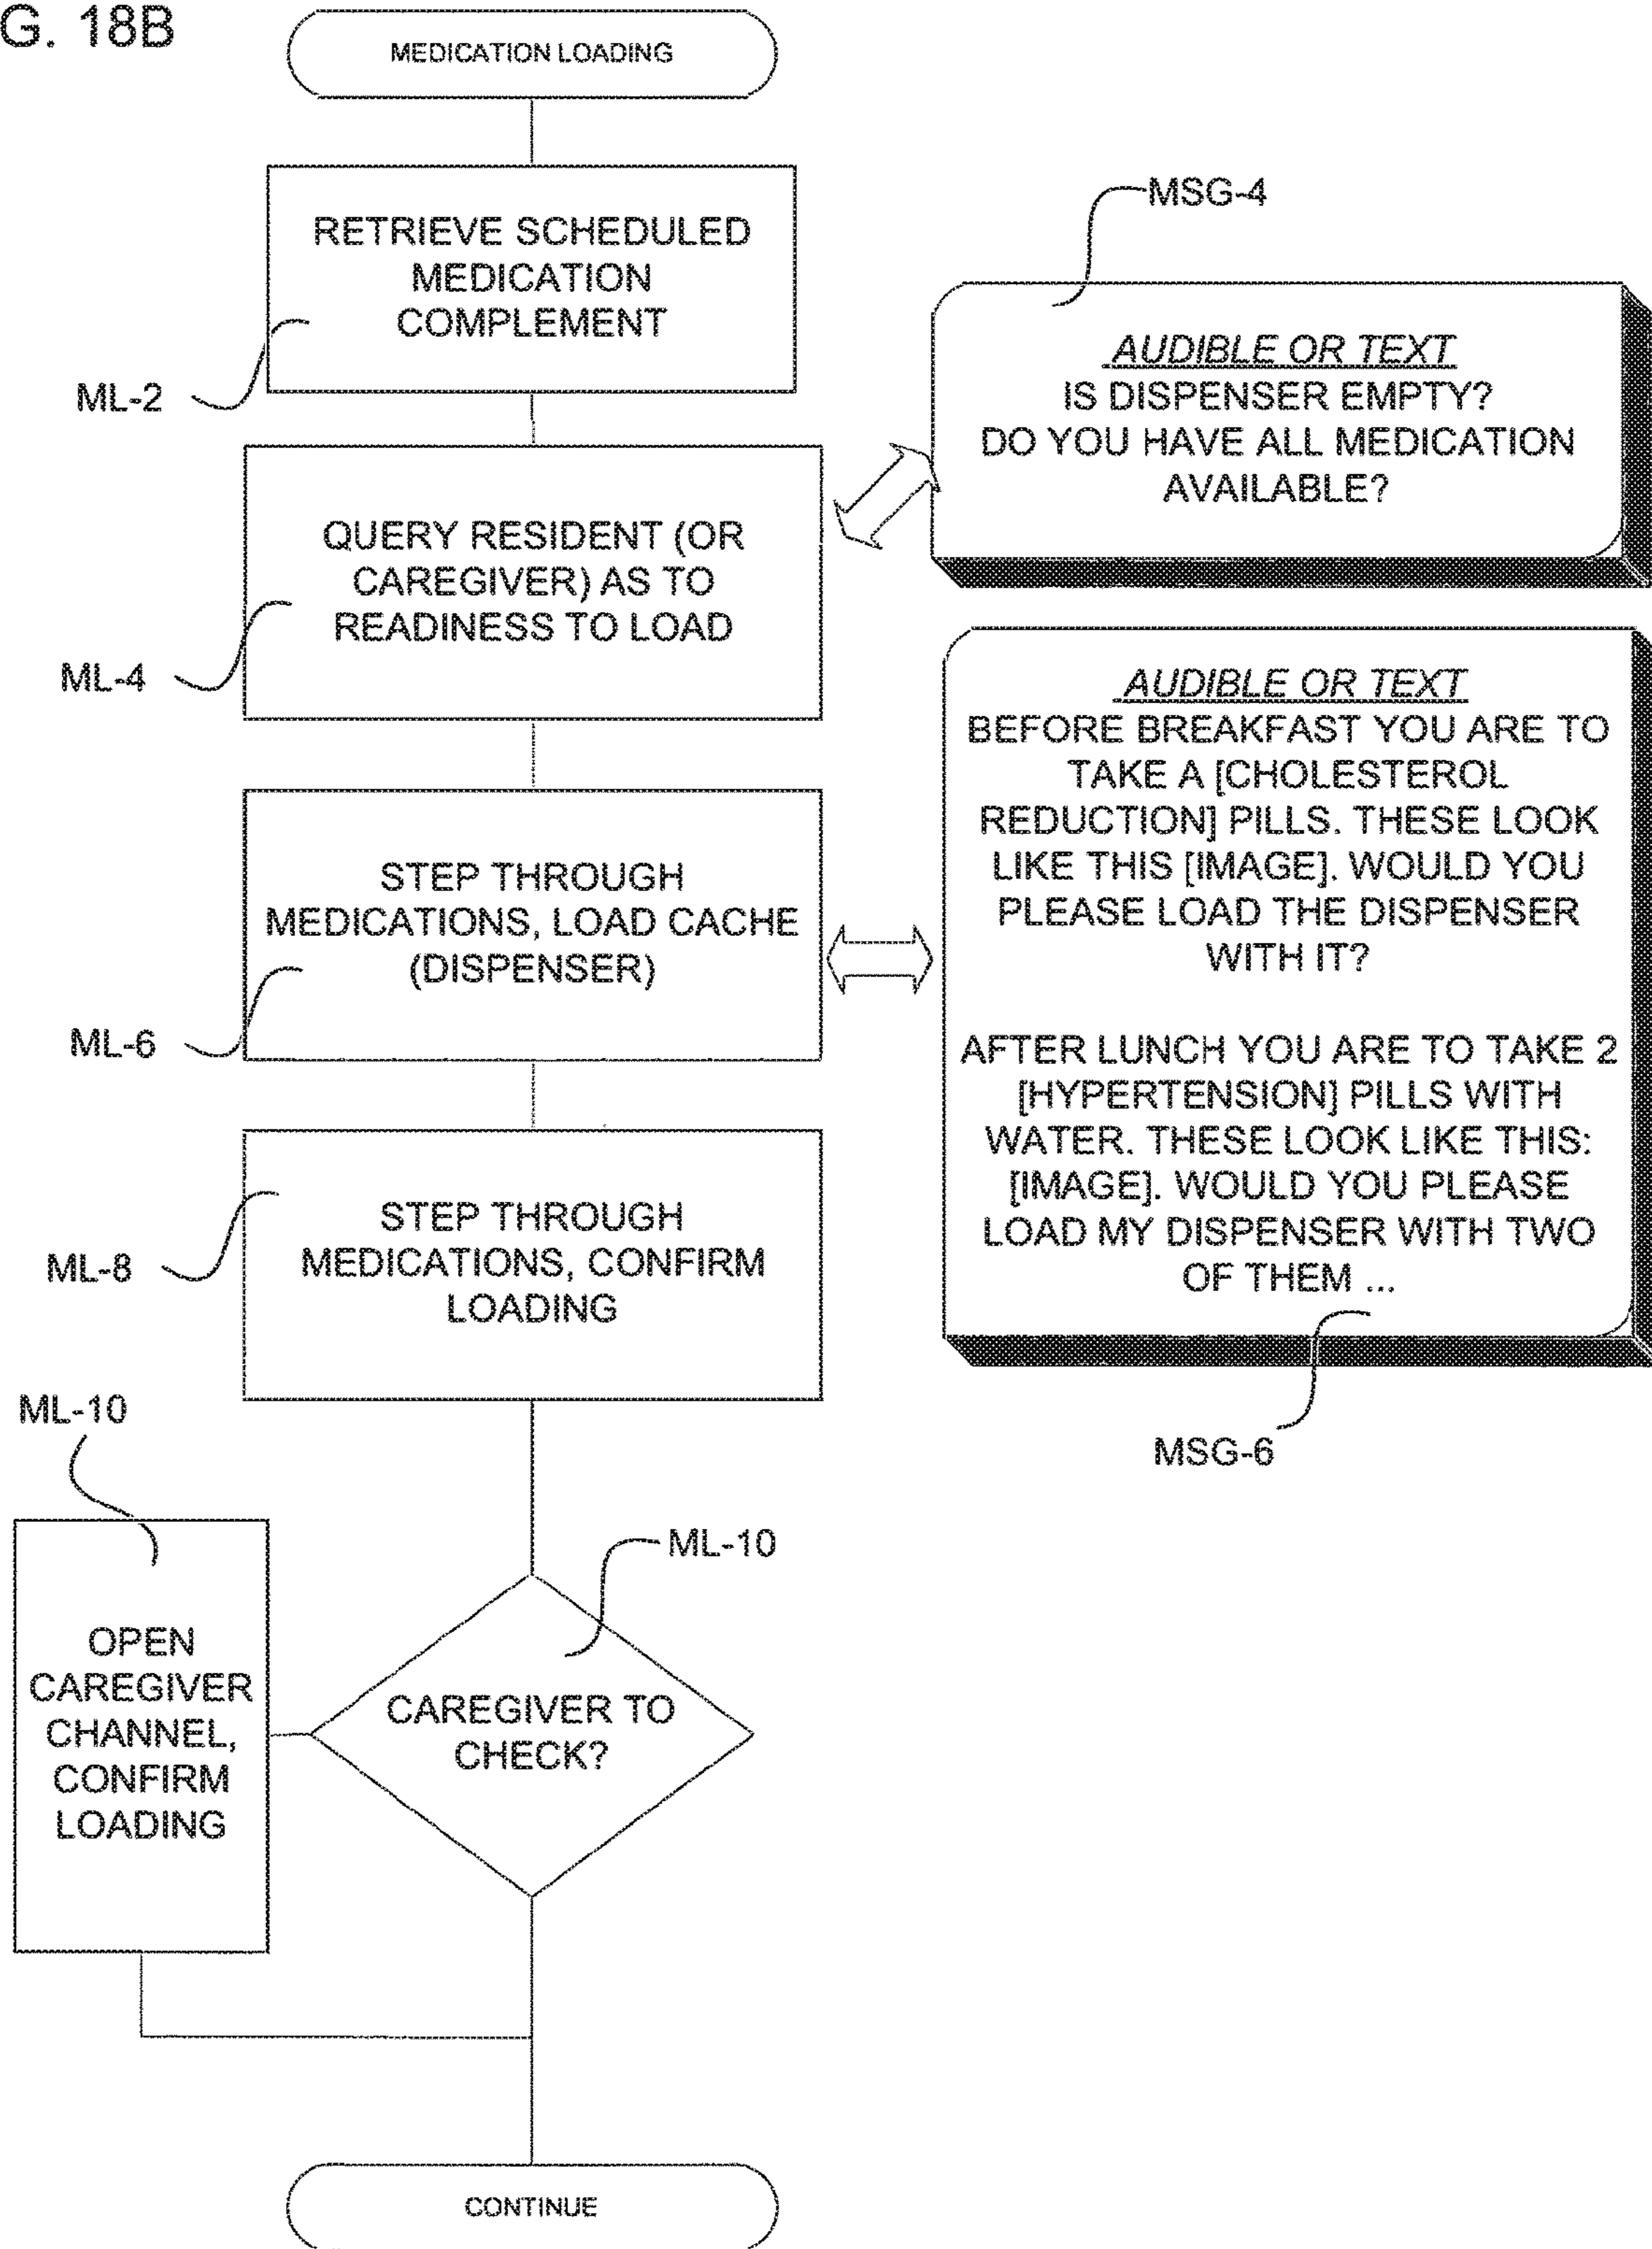 G. 18B
MEDICATION LOADING
RETRIEVE SCHEDULED
MEDICATION
COMPLEMENT
ML-2
MSG-4
AUDIBLE OR TEXT
IS DISPENSER EMPTY?
DO YOU HAVE ALL MEDICATION
AVAILABLE?
QUERY RESIDENT (OR
CAREGIVER) AS TO
READINESS TO LOAD
ML-4
AUDIBLE OR TEXT
BEFORE BREAKFAST YOU ARE TO
TAKE A [CHOLESTEROL
REDUCTION] PILLS. THESE LOOK
LIKE THIS [IMAGE]. WOULD YOU
PLEASE LOAD THE DISPENSER
WITH IT?
AFTER LUNCH YOU ARE TO TAKE 2
[HYPERTENSION] PILLS WITH
WATER. THESE LOOK LIKE THIS:
[IMAGE]. WOULD YOU PLEASE
LOAD MY DISPENSER WITH TWO
OF THEM ...
MSG-6
STEP THROUGH
MEDICATIONS, LOAD CACHE
(DISPENSER)
ML-6
STEP THROUGH
MEDICATIONS, CONFIRM
LOADING
ML-8
ML-10
OPEN
CAREGIVER
CHANNEL,
CONFIRM
LOADING
ML-10
CAREGIVER TO
CHECK?
CONTINUE